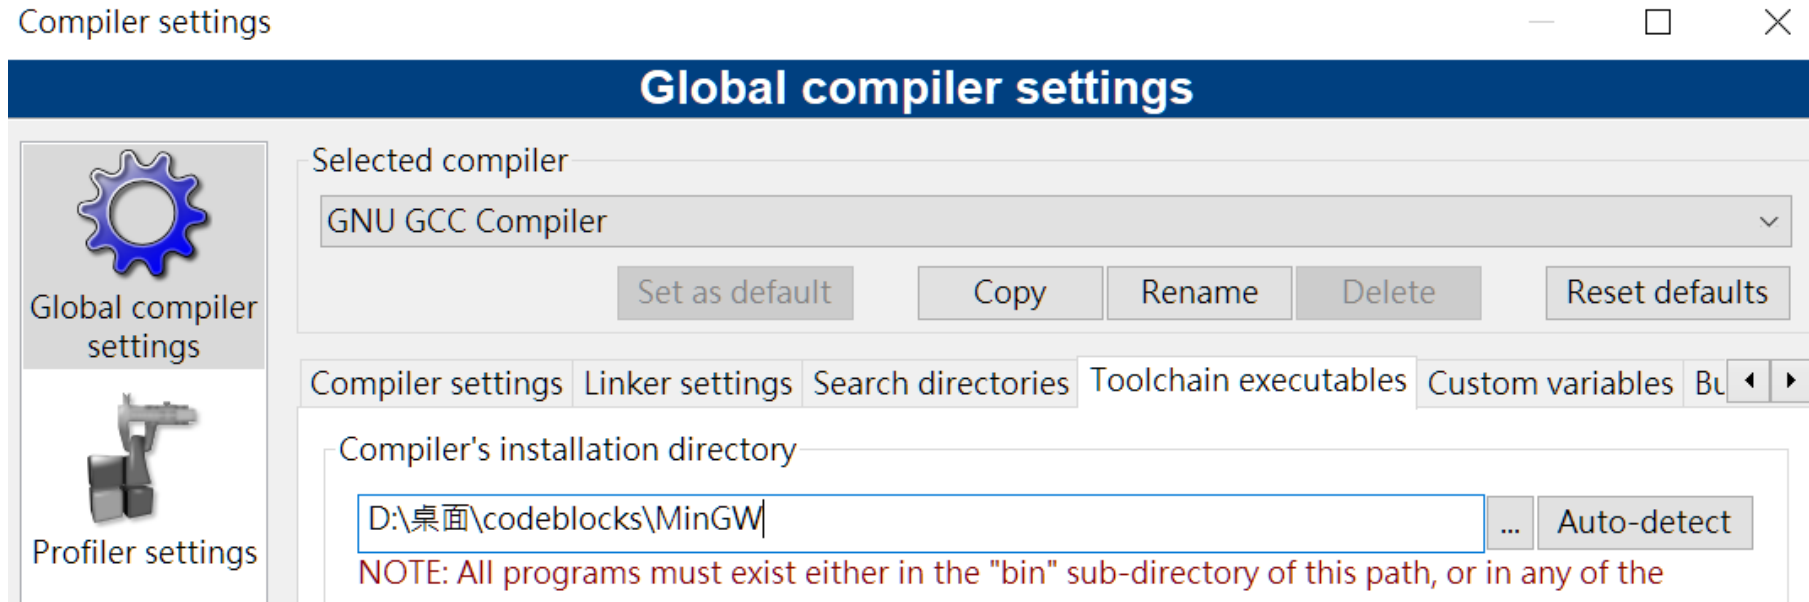 Compiler settings
Global compiler settings
Global compiler
settings
Profiler settings
Selected compiler
GNU GCC Compiler
Set as default
Copy
Rename
Delete
Reset defaults
Compiler settings
Linker settings
Search directories
Toolchain executables
Custom variables
Bu
Compiler's installation directory
D:\桌面\codeblocks\MinGW
...
Auto-detect
NOTE: All programs must exist either in the "bin" sub-directory of this path, or in any of the